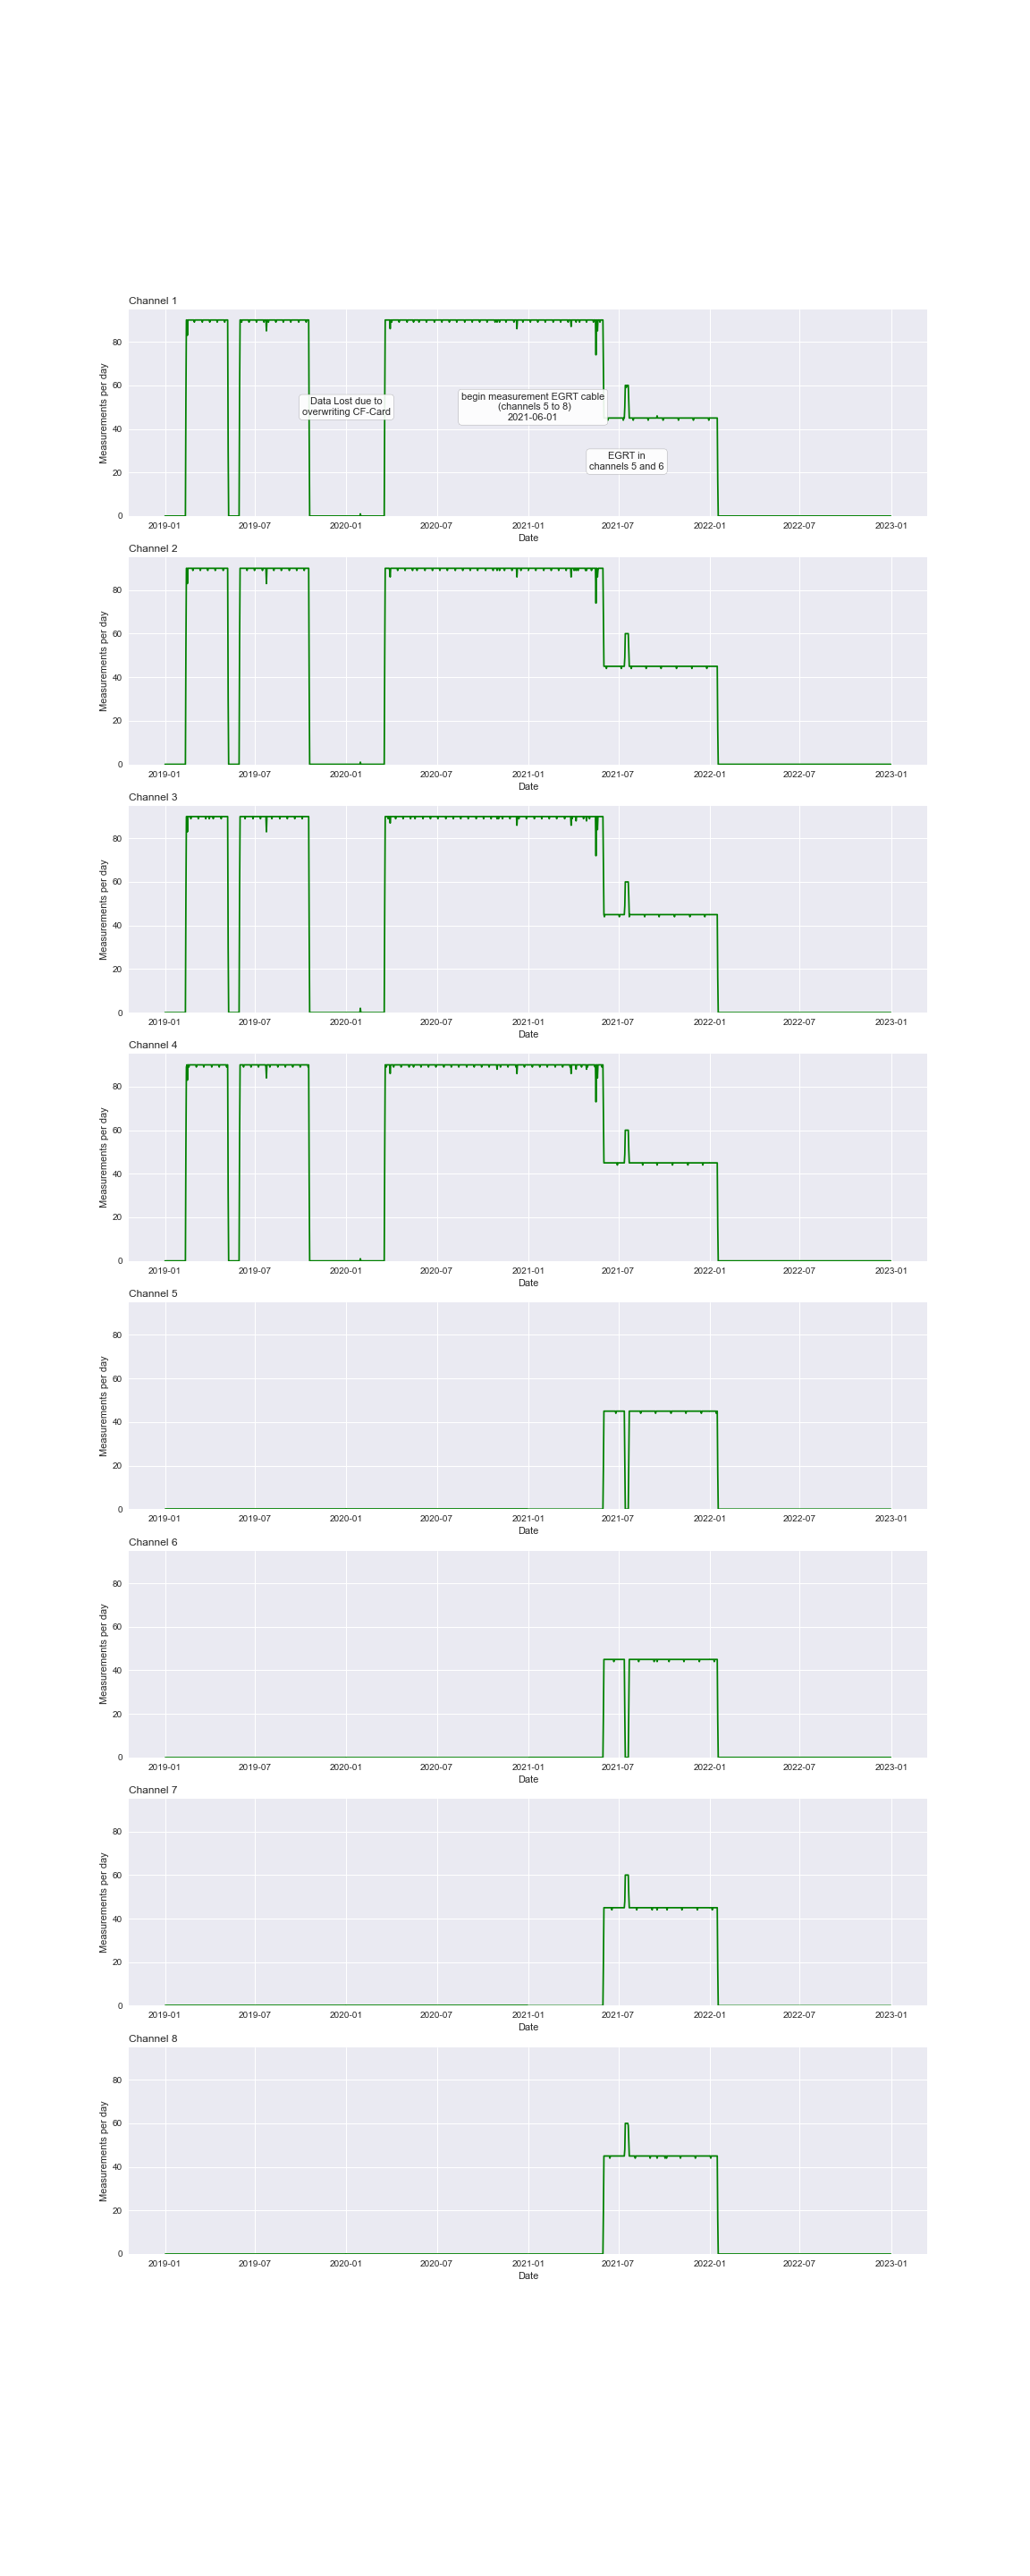 Channel 1
Measurements per day
80
60
40
20
0
Data Lost due to
overwriting CF-Card
begin measurement EGRT cable
(channels 5 to 8)
2021-06-01
EGRT in
channels 5 and 6
2019-01 2019-07 2020-01 2020-07 2021-01 2021-07 2022-01 2022-07 2023-01
Date
Channel 2
Measurements per day
80
60
40
20
0
2019-01 2019-07 2020-01 2020-07 2021-01 2021-07 2022-01 2022-07 2023-01
Date
Channel 3
Measurements per day
80
60
40
20
0
2019-01 2019-07 2020-01 2020-07 2021-01 2021-07 2022-01 2022-07 2023-01
Date
Channel 4
Measurements per day
80
60
40
20
0
2019-01 2019-07 2020-01 2020-07 2021-01 2021-07 2022-01 2022-07 2023-01
Date
Channel 5
Measurements per day
80
60
40
20
0
2019-01 2019-07 2020-01 2020-07 2021-01 2021-07 2022-01 2022-07 2023-01
Date
Channel 6
Measurements per day
80
60
40
20
0
2019-01 2019-07 2020-01 2020-07 2021-01 2021-07 2022-01 2022-07 2023-01
Date
Channel 7
Measurements per day
80
60
40
20
0
2019-01 2019-07 2020-01 2020-07 2021-01 2021-07 2022-01 2022-07 2023-01
Date
Channel 8
Measurements per day
80
60
40
20
0
2019-01 2019-07 2020-01 2020-07 2021-01 2021-07 2022-01 2022-07 2023-01
Date